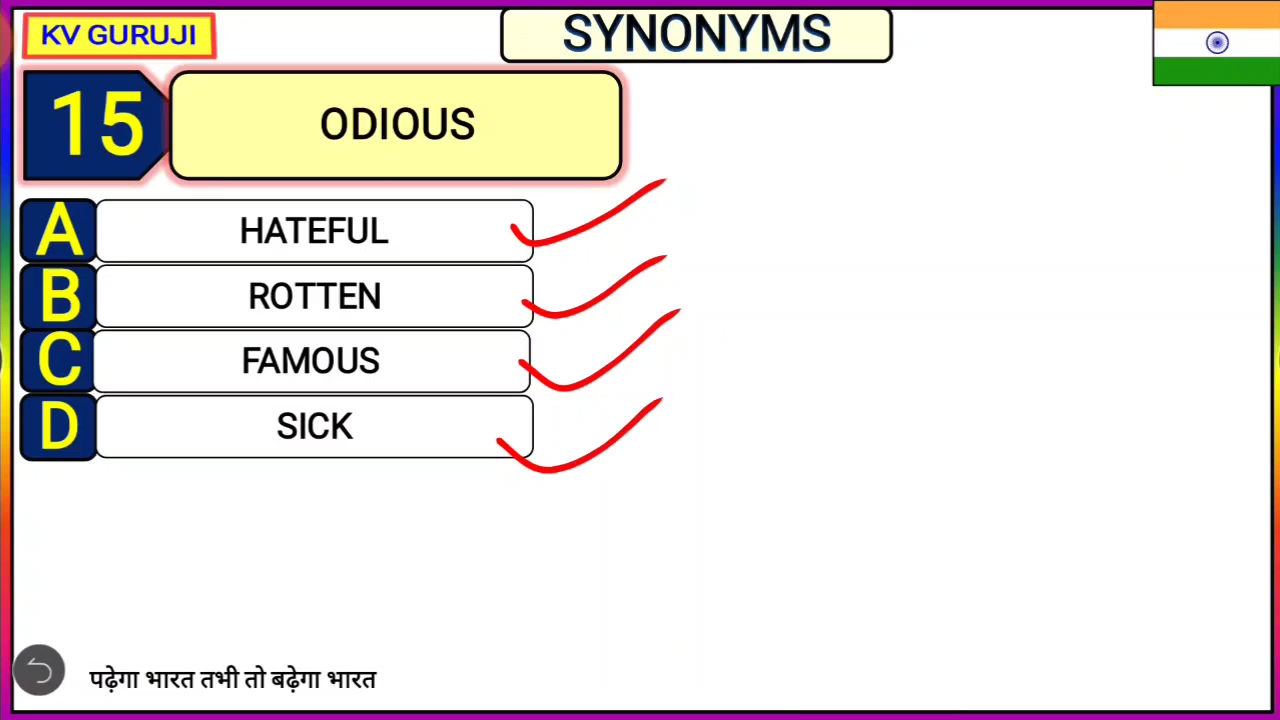 KV GURUJI
SYNONYMS
15
ODIOUS
A HATEFUL
B ROTTEN
C FAMOUS
D SICK
पढ़ेगा भारत तभी तो बढ़ेगा भारत